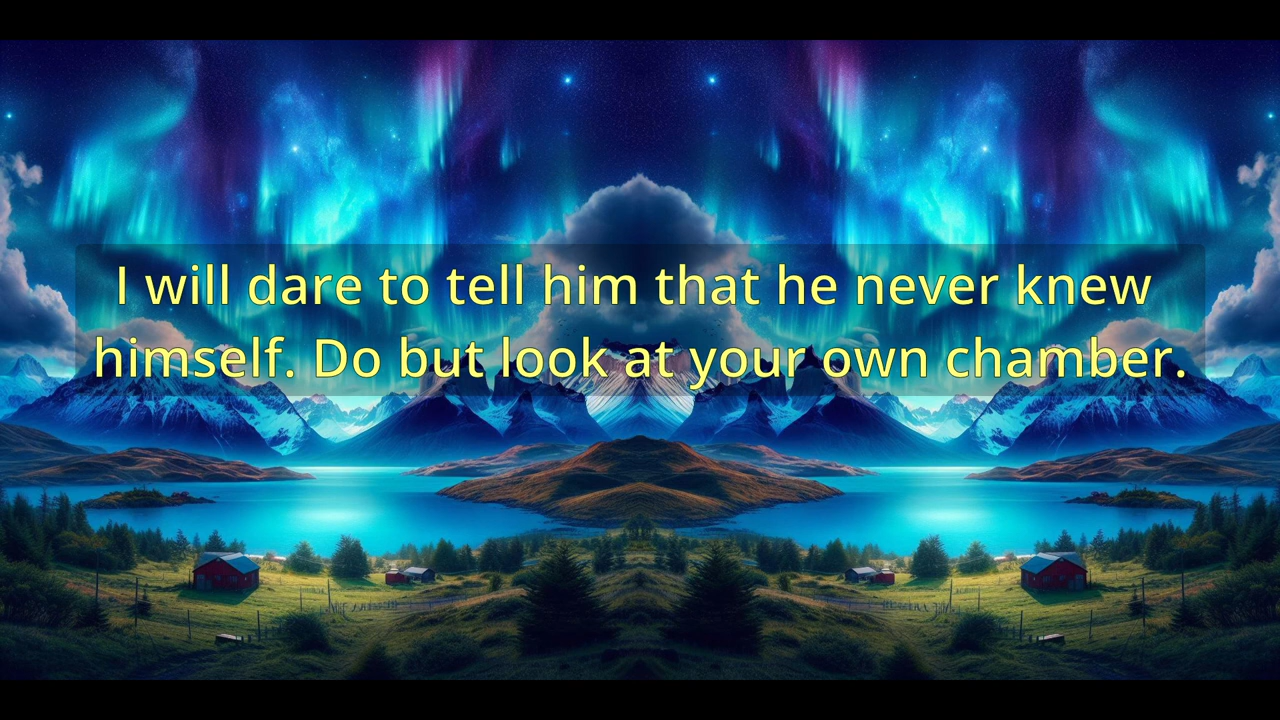 I will dare to tell him that he never knew
himself. Do but look at your own chamber.